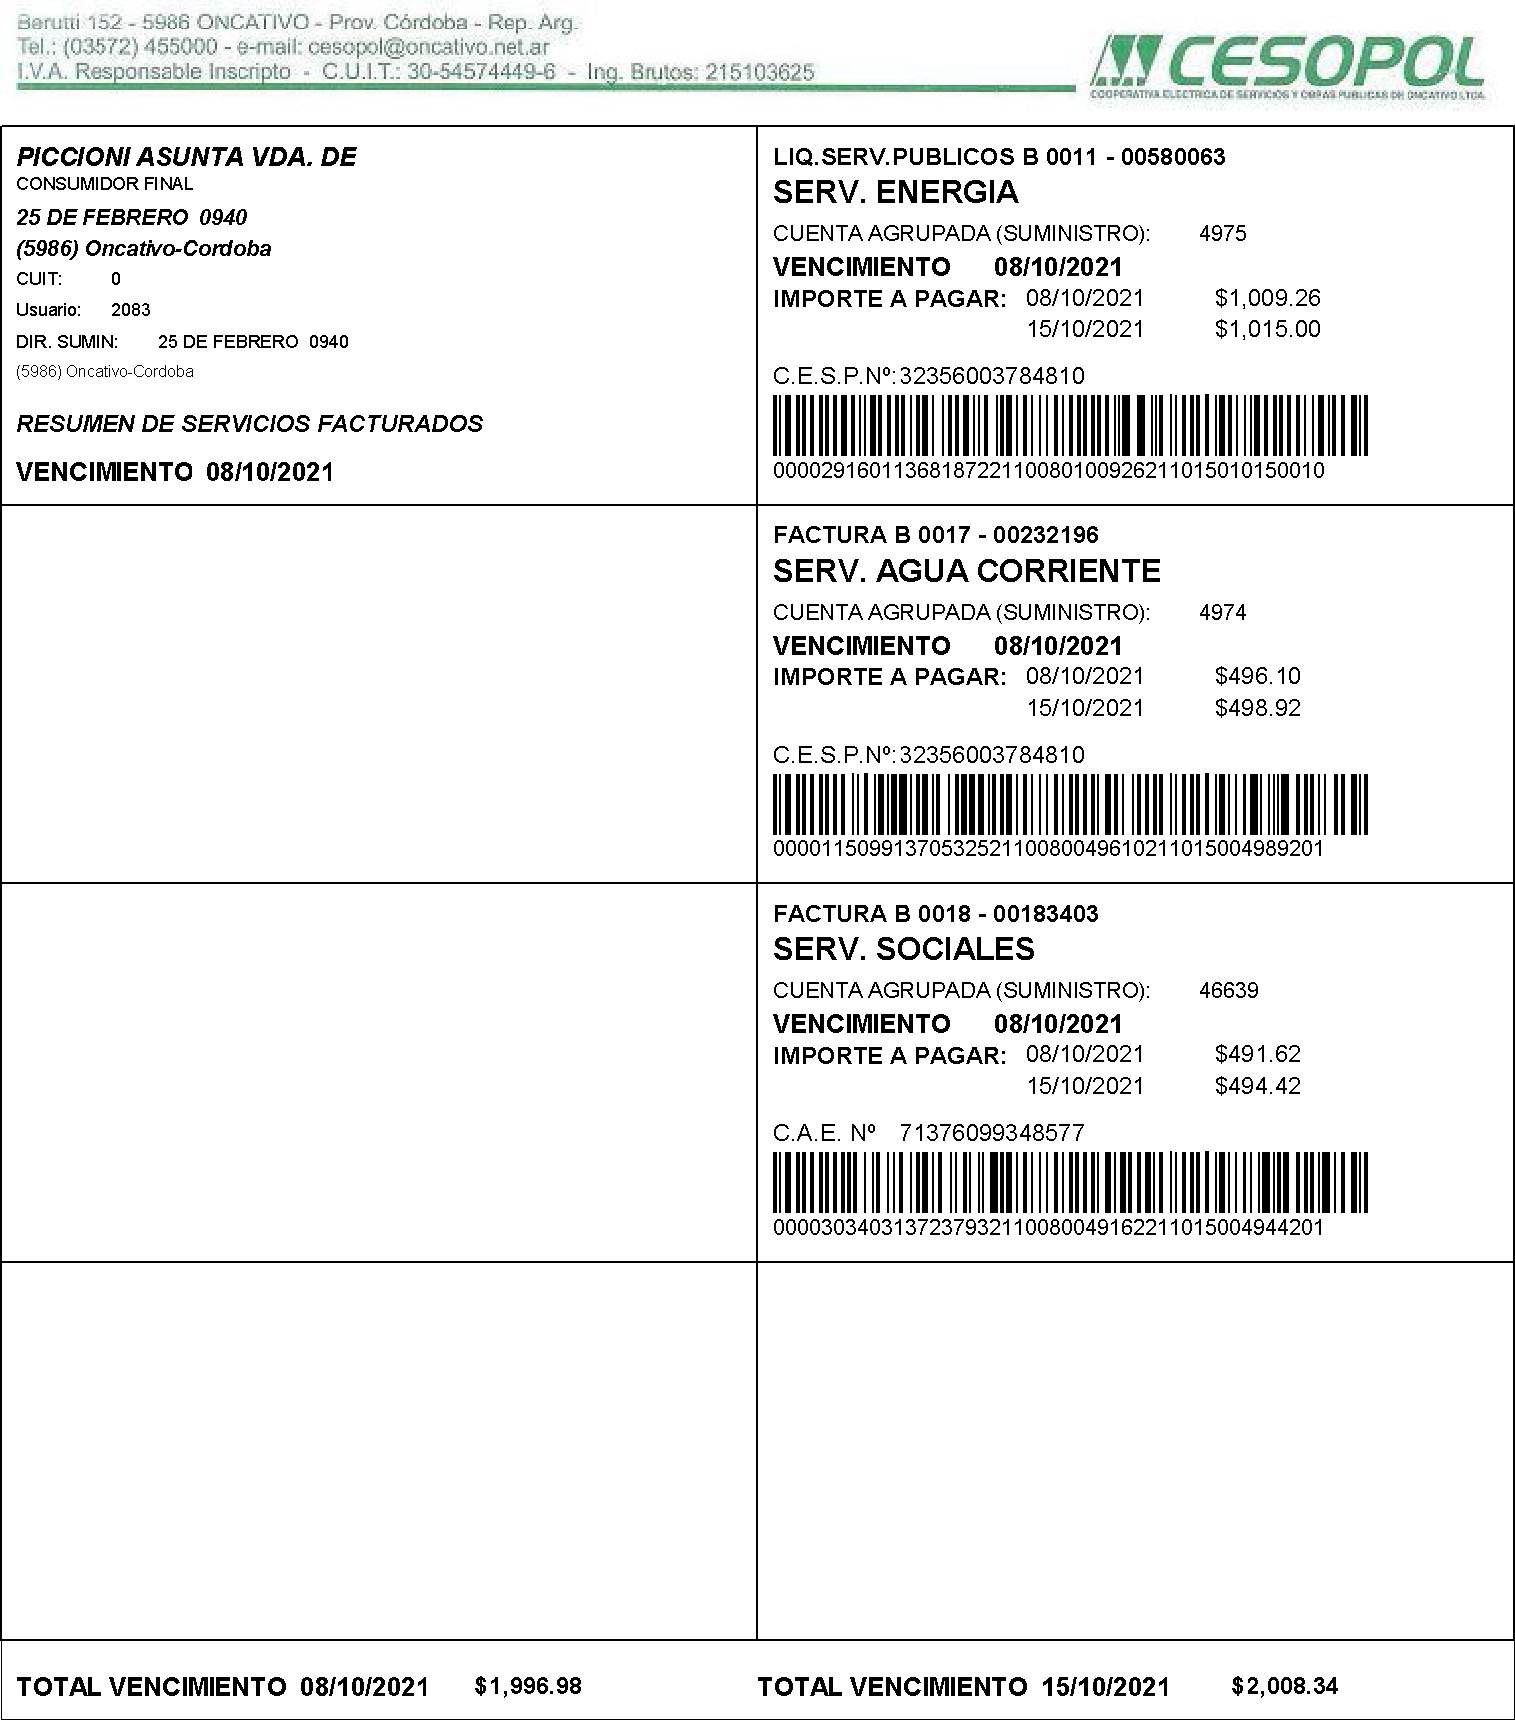 Berutti 152 - 5986 ONCATIVO - Prov. Córdoba - Rep. Arg.
Tel.: (03572) 455000 - e-mail: cesopol@oncativo.net.ar
I.V.A. Responsable Inscripto - C.U.I.T.: 30-54574449-6 - Ing. Brutos: 215103625
CESOPOL
COOPERATIVA ELECTRICA DE SERVICIOS Y OBRAS PUBLICAS DE ONCATIVO LTDA.
PICCIONI ASUNTA VDA. DE
CONSUMIDOR FINAL
25 DE FEBRERO 0940
(5986) Oncativo-Cordoba
CUIT: 0
Usuario: 2083
DIR. SUMIN: 25 DE FEBRERO 0940
(5986) Oncativo-Cordoba
RESUMEN DE SERVICIOS FACTURADOS
VENCIMIENTO 08/10/2021
LIQ.SERV.PUBLICOS B 0011 - 00580063
SERV. ENERGIA
CUENTA AGRUPADA (SUMINISTRO): 4975
VENCIMIENTO 08/10/2021
IMPORTE A PAGAR: 08/10/2021 $1,009.26
15/10/2021 $1,015.00
C.E.S.P.Nº: 32356003784810
0000291601136818722110080100926211015010150010
FACTURA B 0017 - 00232196
SERV. AGUA CORRIENTE
CUENTA AGRUPADA (SUMINISTRO): 4974
VENCIMIENTO 08/10/2021
IMPORTE A PAGAR: 08/10/2021 $496.10
15/10/2021 $498.92
C.E.S.P.Nº: 32356003784810
0000115099137053252110080049610211015004989201
FACTURA B 0018 - 00183403
SERV. SOCIALES
CUENTA AGRUPADA (SUMINISTRO): 46639
VENCIMIENTO 08/10/2021
IMPORTE A PAGAR: 08/10/2021 $491.62
15/10/2021 $494.42
C.A.E. Nº 71376099348577
0000303403137237932110080049162211015004944201
TOTAL VENCIMIENTO 08/10/2021 $1,996.98 TOTAL VENCIMIENTO 15/10/2021 $2,008.34